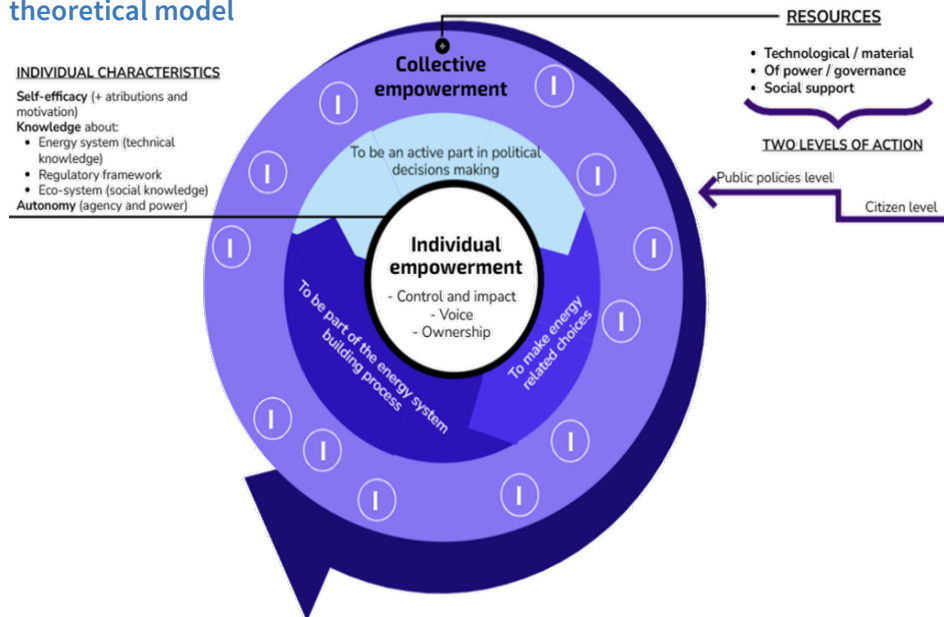 theoretical model
INDIVIDUAL CHARACTERISTICS
Self-efficacy (+ atributions and
motivation)
Knowledge about:
• Energy system (technical
knowledge)
• Regulatory framework
• Eco-system (social knowledge)
Autonomy (agency and power)
RESOURCES
• Technological / material
• Of power / governance
• Social support
TWO LEVELS OF ACTION
Public policies level
Citizen level
+
Collective
empowerment
To be an active part in political
decisions making
Individual
empowerment
- Control and impact
- Voice
- Ownership
To be part of the energy system
building process
To make energy
related choices
I
I
I
I
I
I
I
I
I
I
I
I